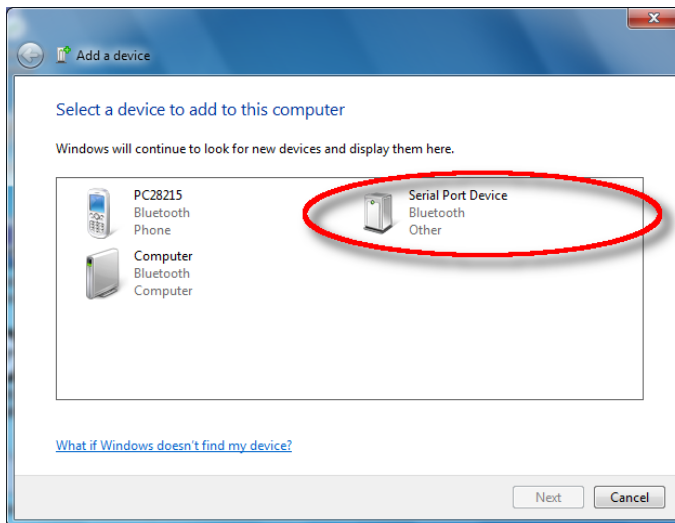 Add a device
Select a device to add to this computer
Windows will continue to look for new devices and display them here.
PC28215
Bluetooth
Phone
Serial Port Device
Bluetooth
Other
Computer
Bluetooth
Computer
What if Windows doesn't find my device?
Next
Cancel